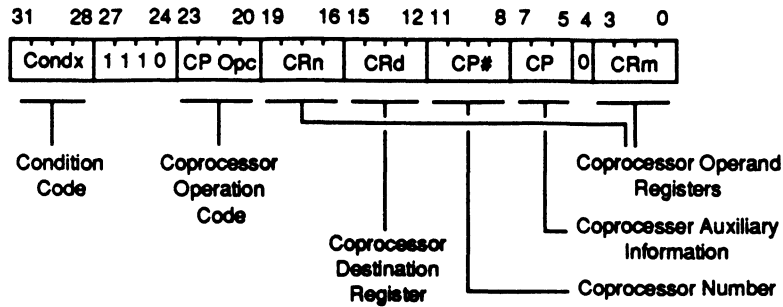 31 28 27 24 23 20 19 16 15 12 11 8 7 5 4 3 0
Condx 1 1 1 0 CP Opc CRn CRd CP# CP 0 CRm
Condition
Code
Coprocessor
Operation
Code
Coprocessor
Destination
Register
Coprocessor Operand
Registers
Coprocesser Auxiliary
Information
Coprocessor Number